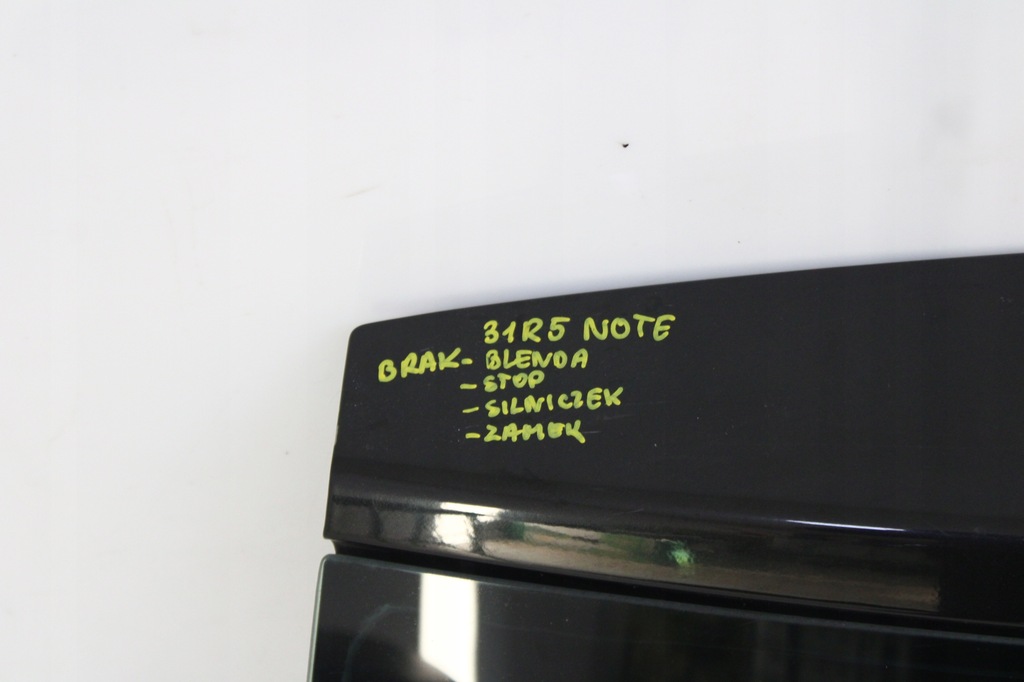 31R5 NOTE
BRAK - BLENDA
- STOP
- SILNICZEK
- ZAMEK